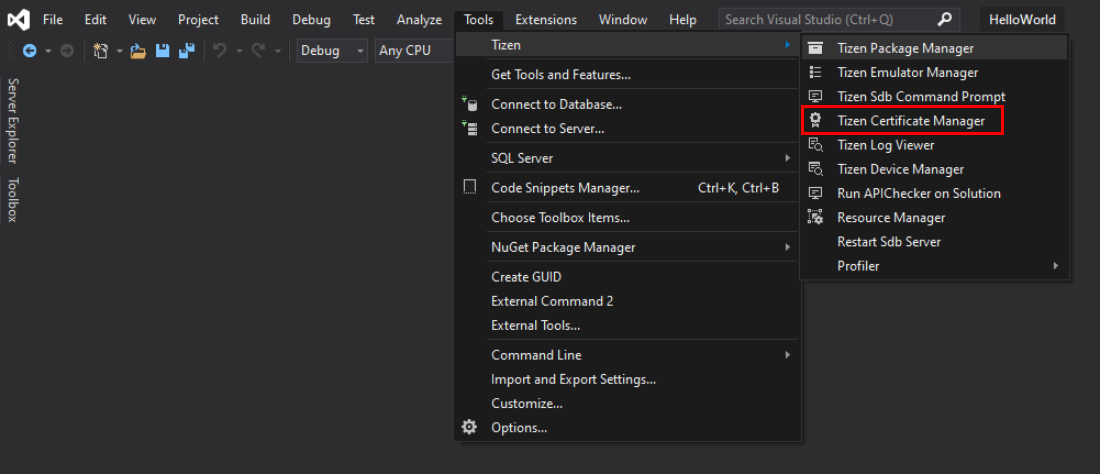 File Edit View Project Build Debug Test Analyze Tools Extensions Window Help Search Visual Studio (Ctrl+Q) HelloWorld
Debug Any CPU
Server Explorer
Toolbox
Tizen
Get Tools and Features...
Connect to Database...
Connect to Server...
SQL Server
Code Snippets Manager... Ctrl+K, Ctrl+B
Choose Toolbox Items...
NuGet Package Manager
Create GUID
External Command 2
External Tools...
Command Line
Import and Export Settings...
Customize...
Options...
Tizen Package Manager
Tizen Emulator Manager
Tizen Sdb Command Prompt
Tizen Certificate Manager
Tizen Log Viewer
Tizen Device Manager
Run APIChecker on Solution
Resource Manager
Restart Sdb Server
Profiler